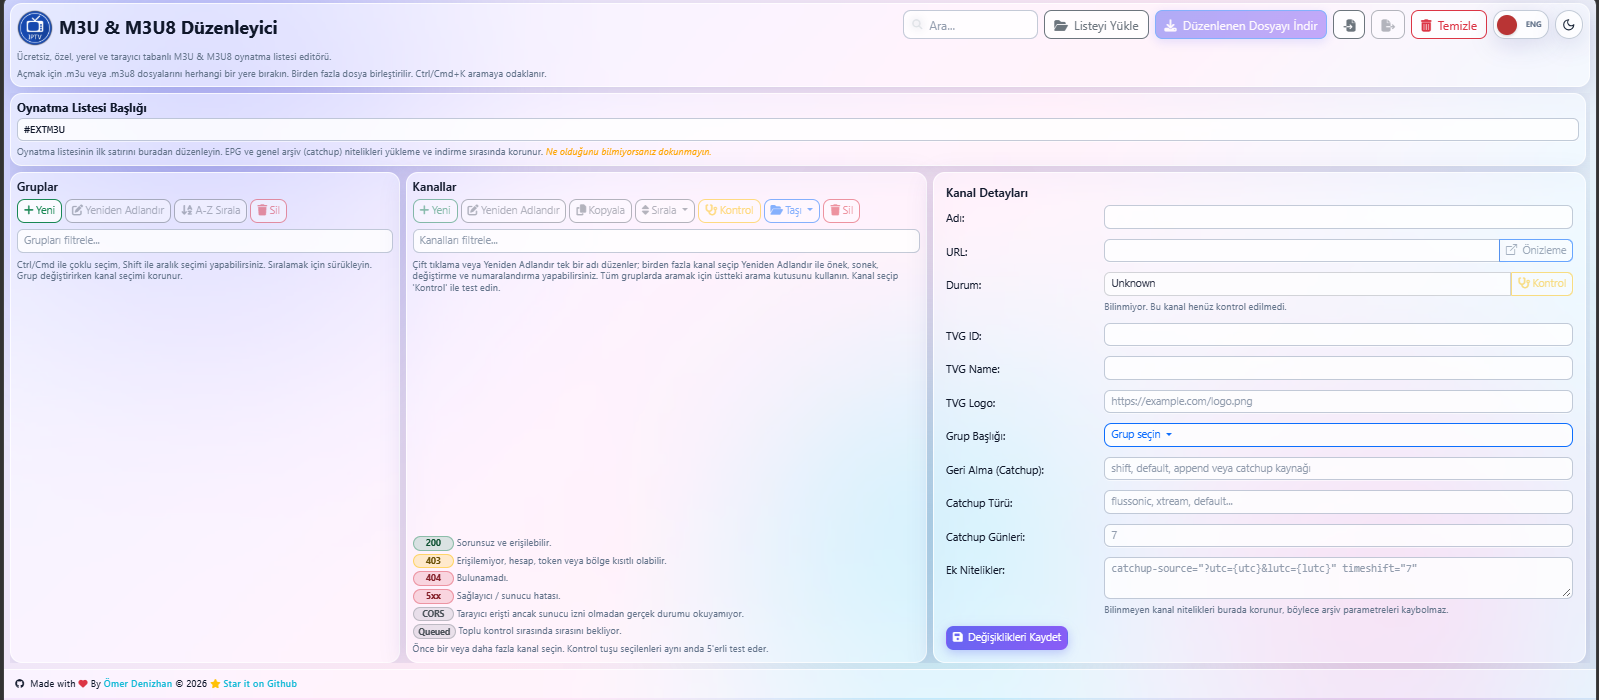 IPTV
M3U & M3U8 Düzenleyici
Ara...
Listeyi Yükle
Düzenlenen Dosyayı İndir
Temizle
ENG
Ücretsiz, özel, yerel ve tarayıcı tabanlı M3U & M3U8 oynatma listesi editörü.
Açmak için .m3u veya .m3u8 dosyalarını herhangi bir yere bırakın. Birden fazla dosya birleştirilir. Ctrl/Cmd+K aramaya odaklanır.
Oynatma Listesi Başlığı
#EXTM3U
Oynatma listesinin ilk satırını buradan düzenleyin. EPG ve genel arşiv (catchup) nitelikleri yükleme ve indirme sırasında korunur. Ne olduğunu bilmiyorsanız dokunmayın.
Gruplar
Yeni
Yeniden Adlandır
A-Z Sırala
Sil
Grupları filtrele...
Ctrl/Cmd ile çoklu seçim, Shift ile aralık seçimi yapabilirsiniz. Sıralamak için sürükleyin.
Grup değiştirirken kanal seçimi korunur.
Kanallar
Yeni
Yeniden Adlandır
Kopyala
Sırala
Kontrol
Taşı
Sil
Kanalları filtrele...
Çift tıklama veya Yeniden Adlandır tek bir adı düzenler; birden fazla kanal seçip Yeniden Adlandır ile önek, sonek,
değiştirme ve numaralandırma yapabilirsiniz. Tüm gruplarda aramak için üstteki arama kutusunu kullanın. Kanal seçip
'Kontrol' ile test edin.
200 Sorunsuz ve erişilebilir.
403 Erişilemiyor, hesap, token veya bölge kısıtlı olabilir.
404 Bulunamadı.
5xx Sağlayıcı / sunucu hatası.
CORS Tarayıcı erişti ancak sunucu izni olmadan gerçek durumu okuyamıyor.
Queued Toplu kontrol sırasında sırasını bekliyor.
Önce bir veya daha fazla kanal seçin. Kontrol tuşu seçilenleri aynı anda 5'erli test eder.
Kanal Detayları
Adı:
URL:
Önizleme
Durum:
Unknown
Kontrol
Bilinmiyor. Bu kanal henüz kontrol edilmedi.
TVG ID:
TVG Name:
TVG Logo:
https://example.com/logo.png
Grup Başlığı:
Grup seçin
Geri Alma (Catchup):
shift, default, append veya catchup kaynağı
Catchup Türü:
flussonic, xtream, default...
Catchup Günleri:
7
Ek Nitelikler:
catchup-source="?utc={utc}&lutc={lutc}" timeshift="7"
Bilinmeyen kanal nitelikleri burada korunur, böylece arşiv parametreleri kaybolmaz.
Değişiklikleri Kaydet
Made with ❤ By Ömer Denizhan © 2026 ⭐ Star it on Github